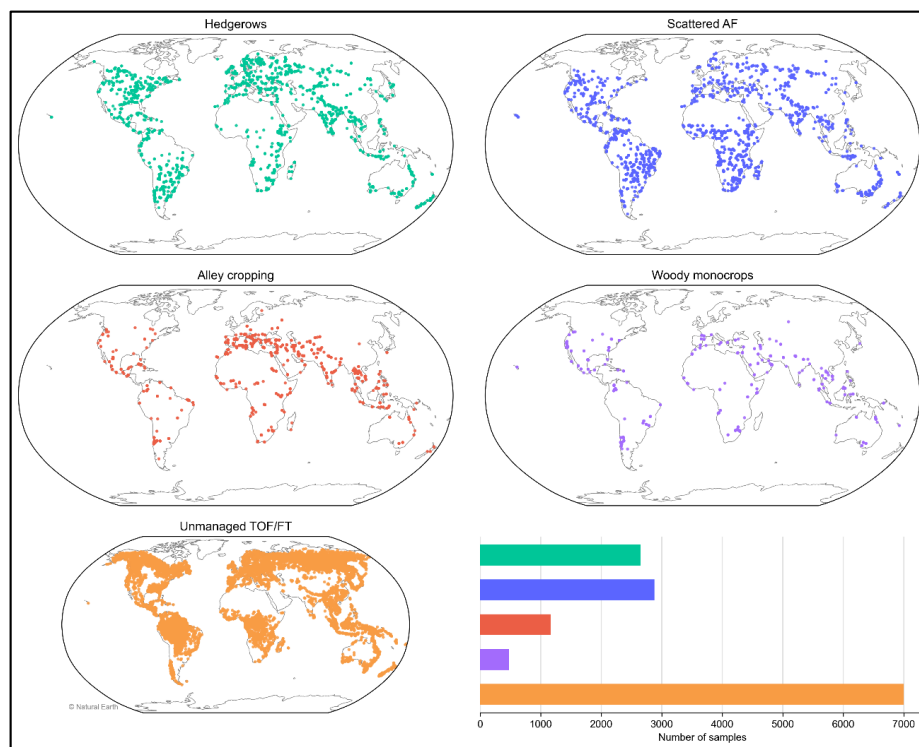 Hedgerows
Scattered AF
Alley cropping
Woody monocrops
Unmanaged TOF/FT
© Natural Earth
0 1000 2000 3000 4000 5000 6000 7000
Number of samples